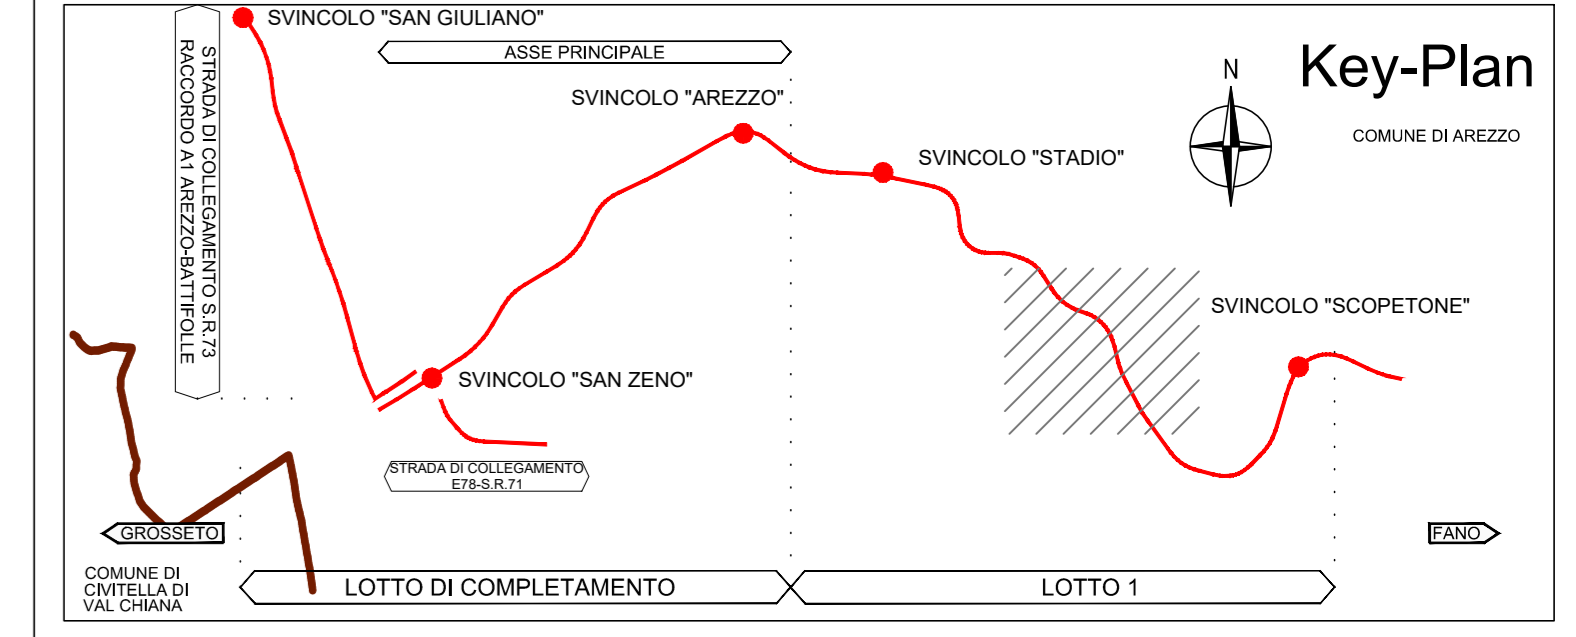 SVINCOLO "SAN GIULIANO"
STRADA DI COLLEGAMENTO S.R.73
RACCORDO A1 AREZZO-BATTIFOLLE
ASSE PRINCIPALE
Key-Plan
N
SVINCOLO "AREZZO"
COMUNE DI AREZZO
SVINCOLO "STADIO"
SVINCOLO "SCOPETONE"
SVINCOLO "SAN ZENO"
STRADA DI COLLEGAMENTO
E78-S.R.71
GROSSETO
FANO
COMUNE DI
CIVITELLA DI
VAL CHIANA
LOTTO DI COMPLETAMENTO
LOTTO 1